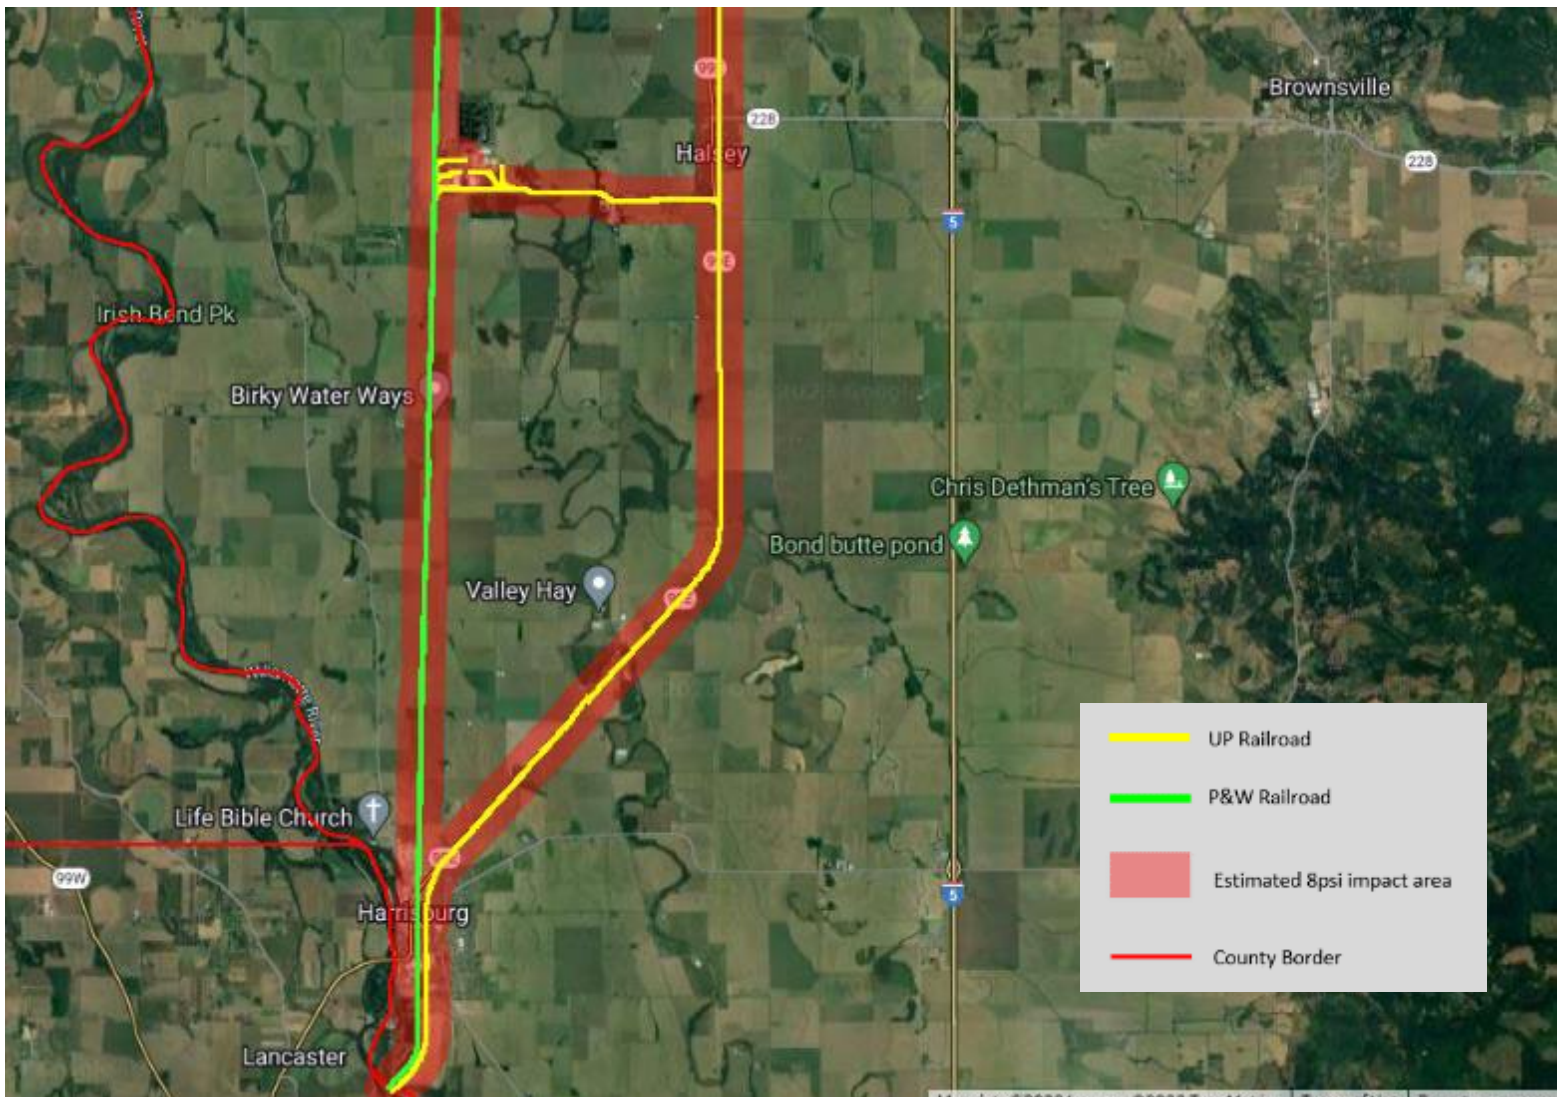 Brownsville
228
Halsey
228
5
Irish Bend Pk
Birky Water Ways
Chris Dethman's Tree
Bond butte pond
Valley Hay
River
UP Railroad
P&W Railroad
Life Bible Church
Estimated 8psi impact area
99W
5
Harrisburg
County Border
Lancaster